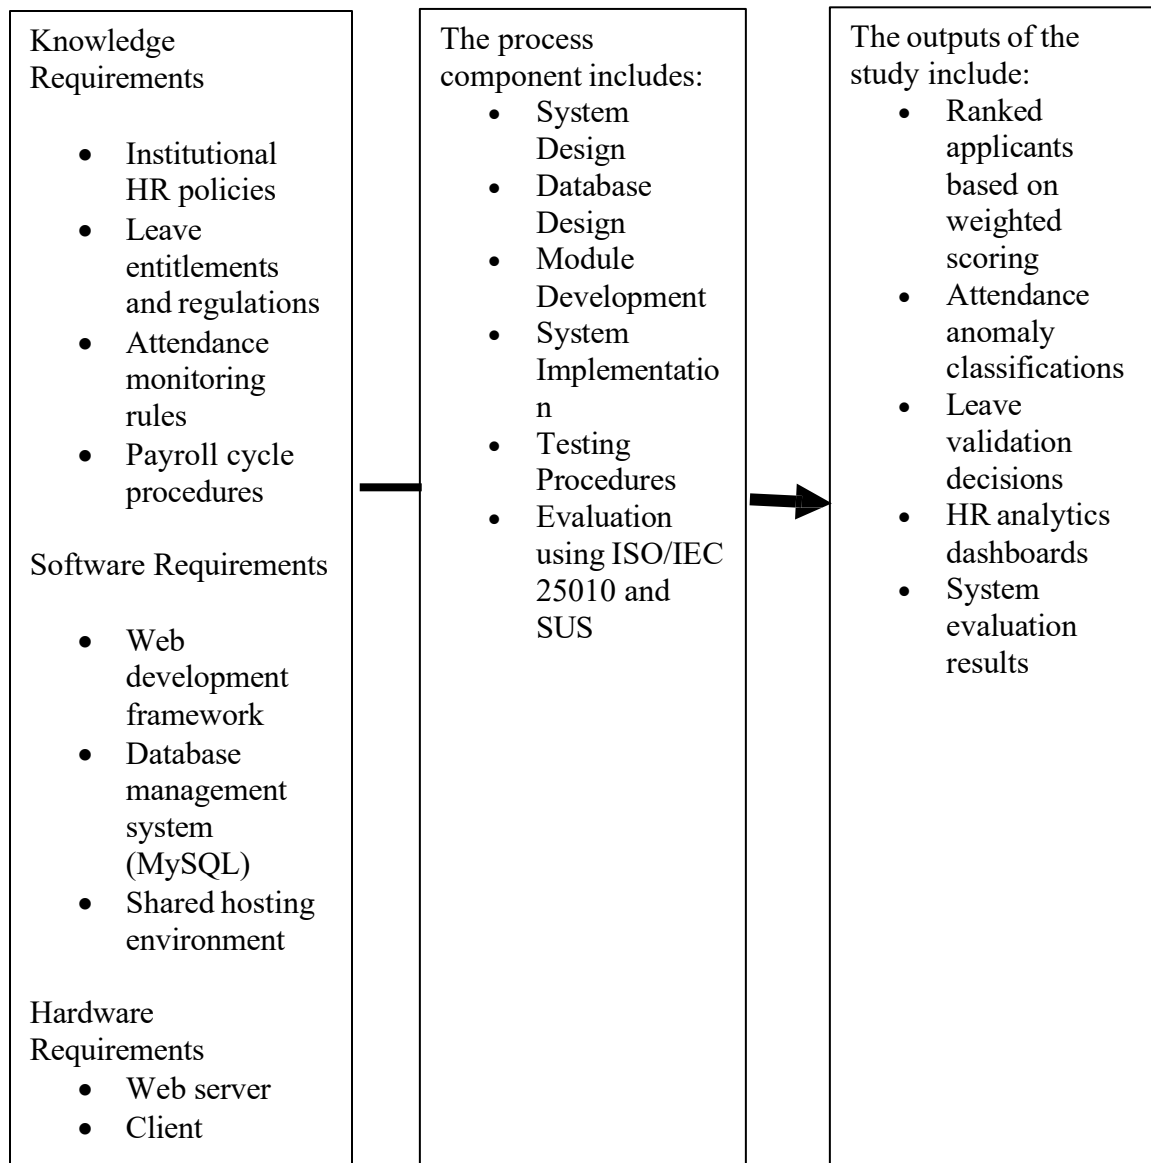 Knowledge
Requirements
• Institutional
HR policies
• Leave
entitlements
and regulations
• Attendance
monitoring
rules
• Payroll cycle
procedures
Software Requirements
• Web
development
framework
• Database
management
system
(MySQL)
• Shared hosting
environment
Hardware
Requirements
• Web server
• Client
The process
component includes:
• System
Design
• Database
Design
• Module
Development
• System
Implementatio
n
• Testing
Procedures
• Evaluation
using ISO/IEC
25010 and
SUS
The outputs of the
study include:
• Ranked
applicants
based on
weighted
scoring
• Attendance
anomaly
classifications
• Leave
validation
decisions
• HR analytics
dashboards
• System
evaluation
results